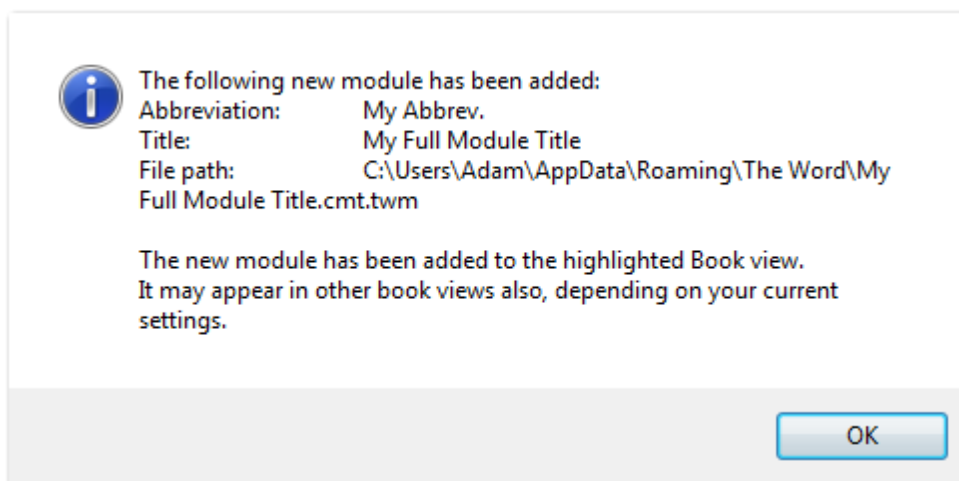 The following new module has been added:
Abbreviation: My Abbrev.
Title: My Full Module Title
File path: C:\Users\Adam\AppData\Roaming\The Word\My
Full Module Title.cmt.twm
The new module has been added to the highlighted Book view.
It may appear in other book views also, depending on your current
settings.
OK